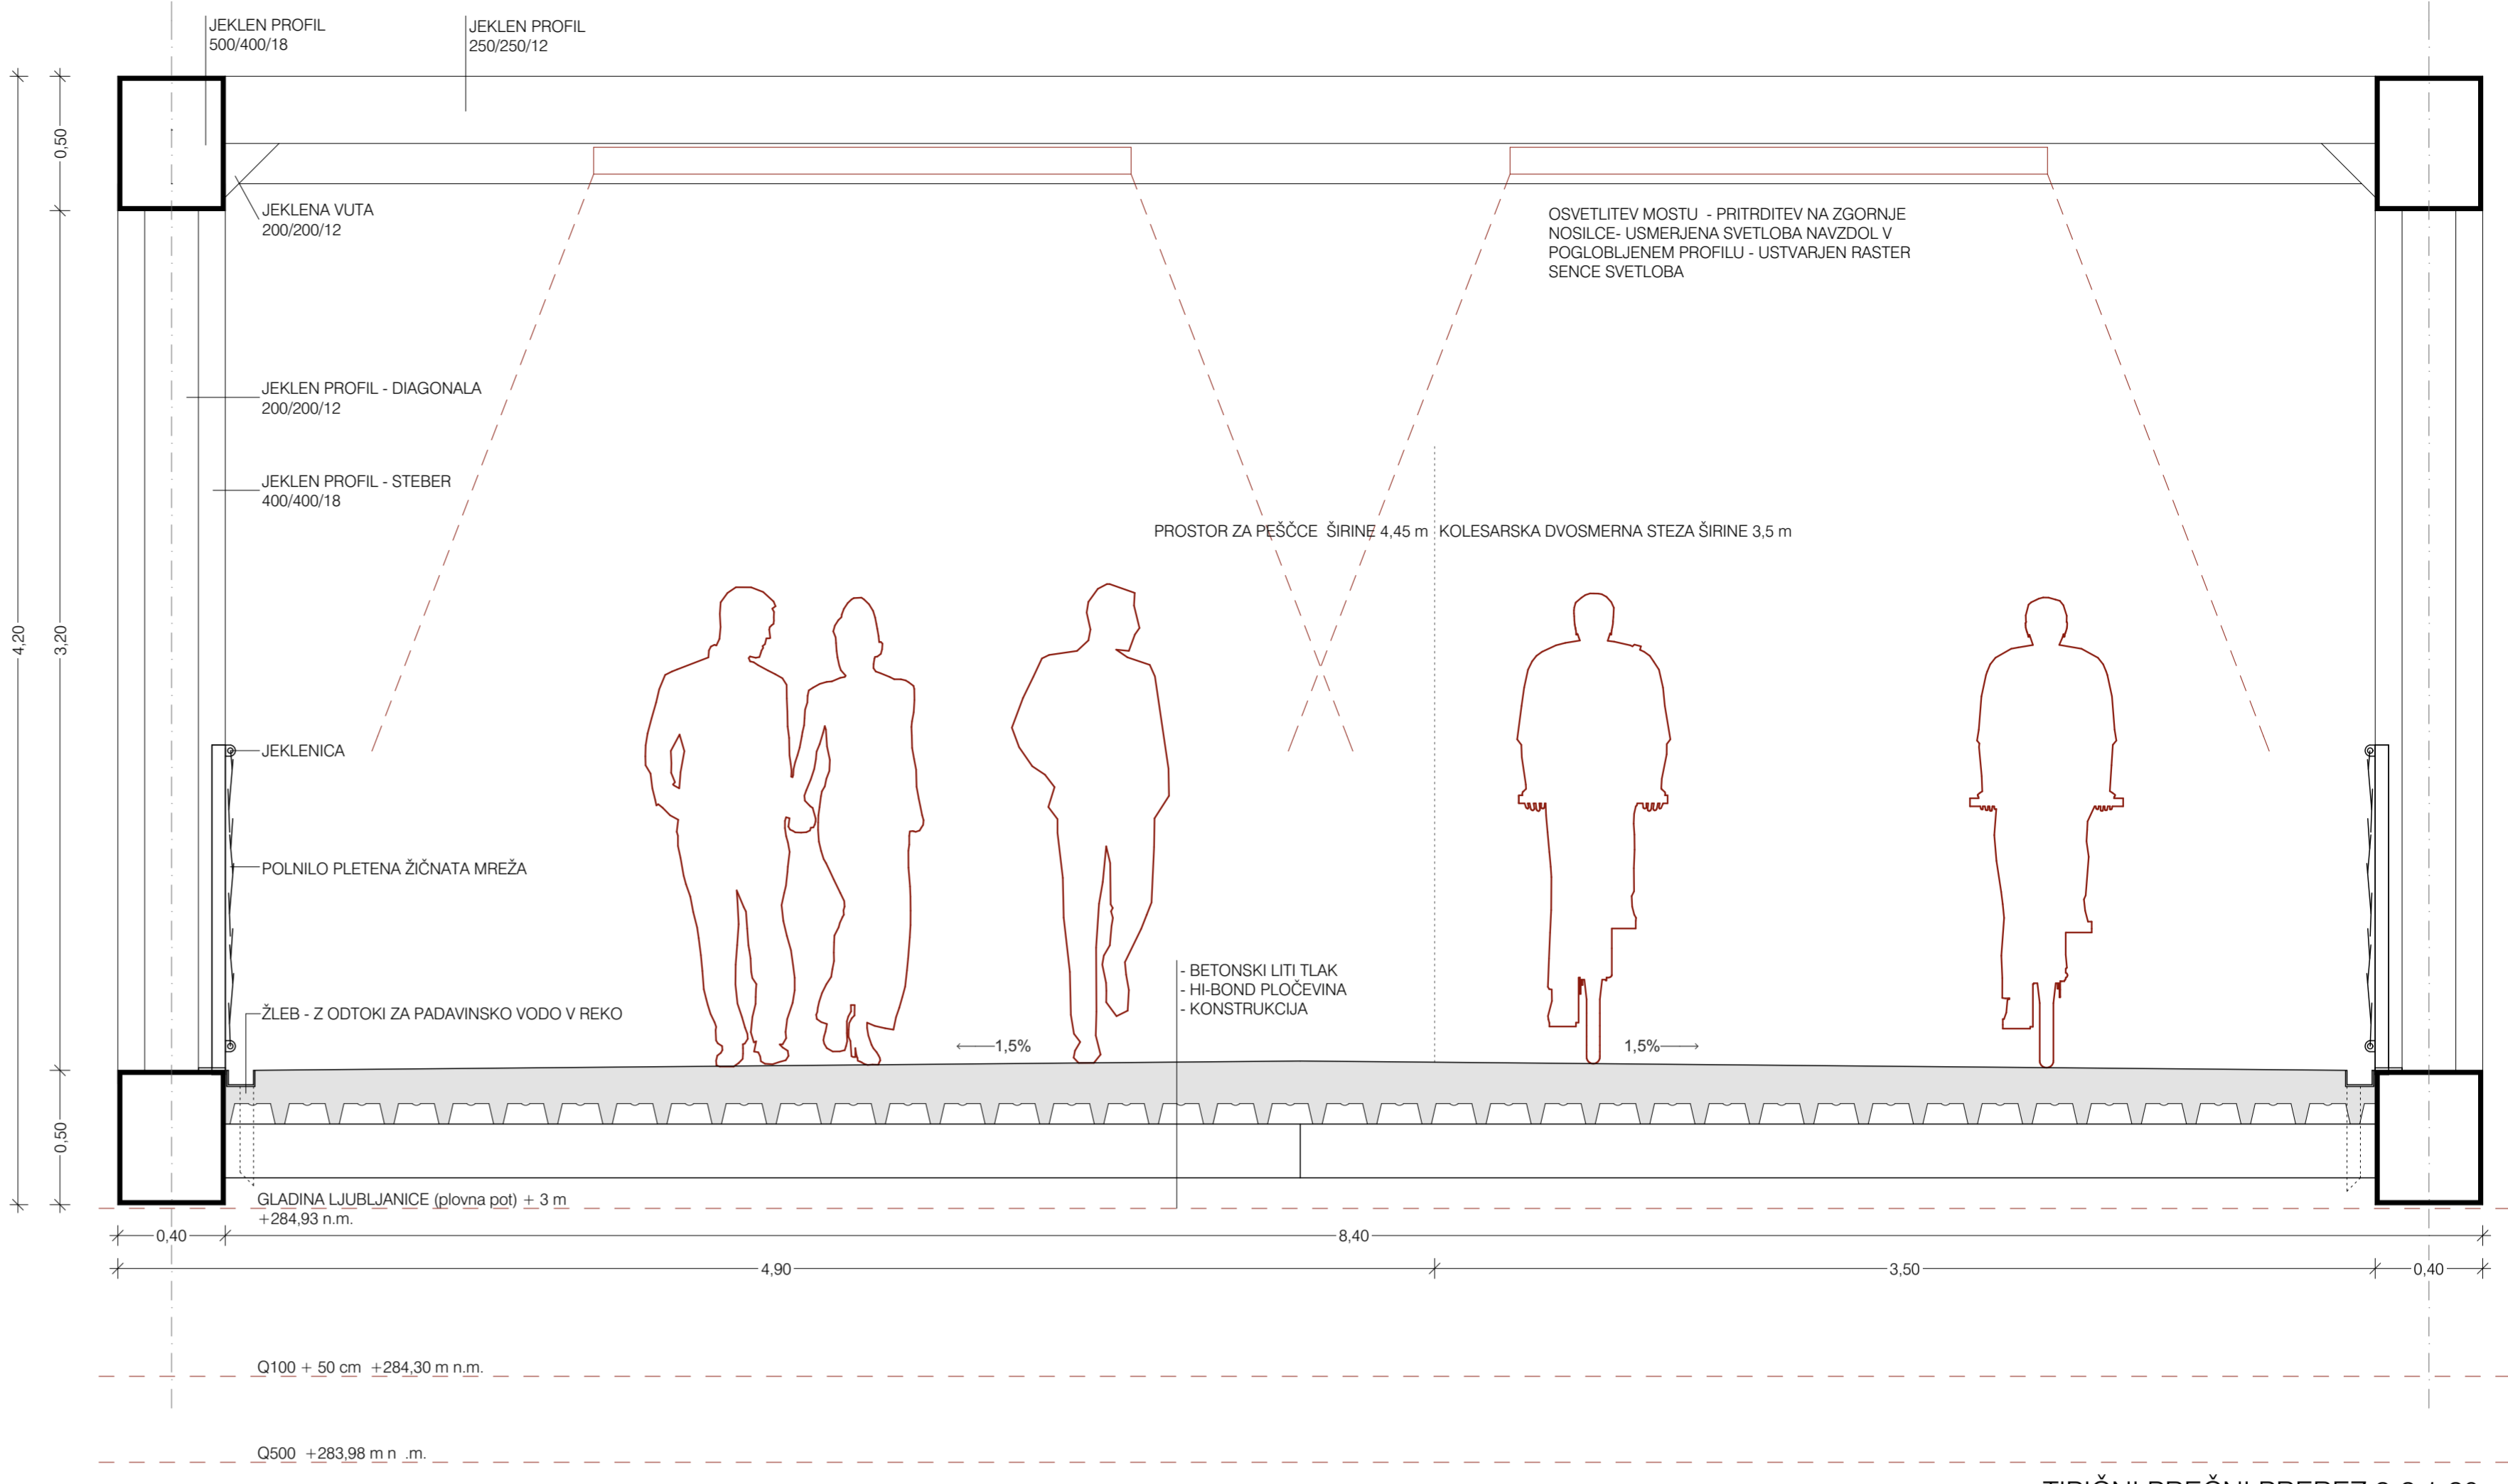 JEKLEN PROFIL
500/400/18
JEKLEN PROFIL
250/250/12
0,50
JEKLENA VUTA
200/200/12
OSVETLITEV MOSTU - PRITRDITEV NA ZGORNJE
NOSILCE- USMERJENA SVETLOBA NAVZDOL V
POGLOBLJENEM PROFILU - USTVARJEN RASTER
SENCE SVETLOBA
JEKLEN PROFIL - DIAGONALA
200/200/12
JEKLEN PROFIL - STEBER
400/400/18
PROSTOR ZA PEŠČCE ŠIRINE 4,45 m
KOLESARSKA DVOSMERNA STEZA ŠIRINE 3,5 m
4,20
3,20
JEKLENICA
POLNILO PLETENA ŽIČNATA MREŽA
- BETONSKI LITI TLAK
- HI-BOND PLOČEVINA
- KONSTRUKCIJA
ŽLEB - Z ODTOKI ZA PADAVINSKO VODO V REKO
1,5%
1,5%
0,50
GLADINA LJUBLJANICE (plovna pot) + 3 m
+284,93 n.m.
0,40
8,40
4,90
3,50
0,40
Q100 + 50 cm +284,30 m n.m.
Q500 +283,98 m n .m.